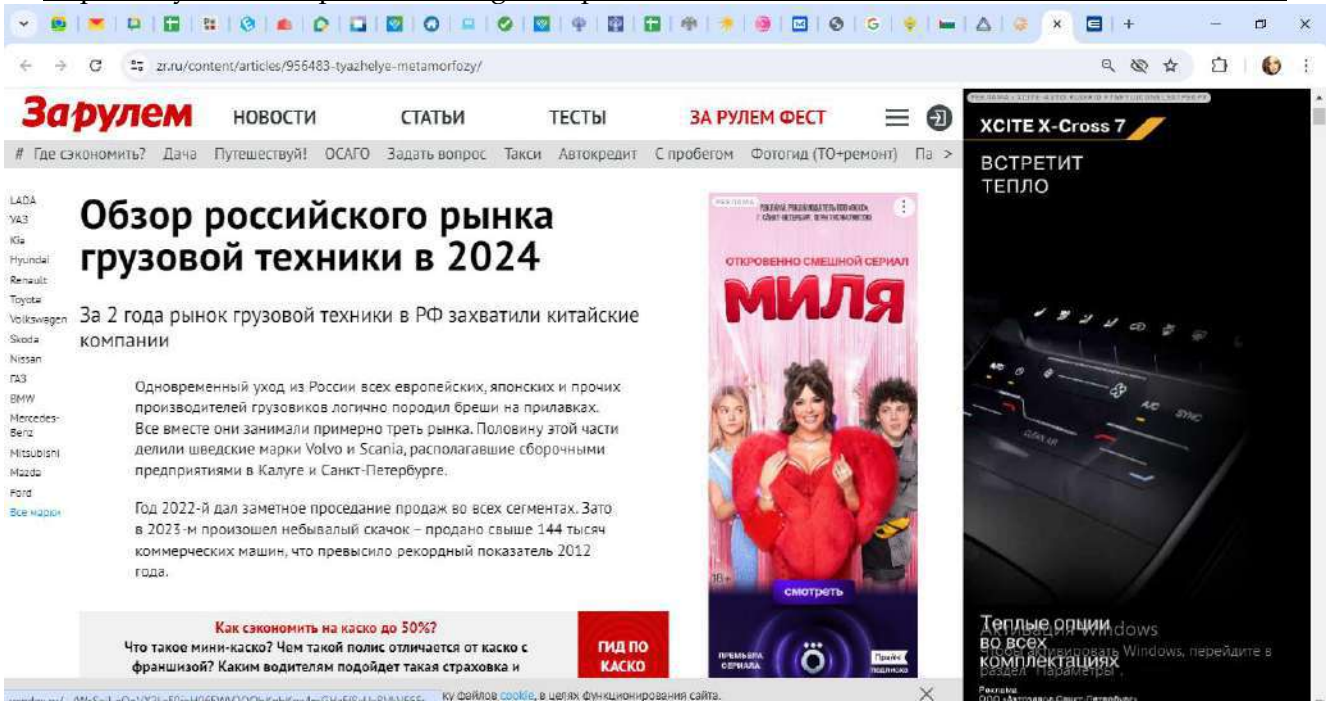 zr.ru/content/articles/956483-tyazhelye-metamorfozy/
За рулем
НОВОСТИ СТАТЬИ ТЕСТЫ ЗА РУЛЕМ ФЕСТ
# Где сэкономить? Дача Путешествуй! ОСАГО Задать вопрос Такси Автокредит С пробегом Фотогид (ТО+ремонт) Па >
LADA
УАЗ
Kia
Hyundai
Renault
Toyota
Volkswagen
Skoda
Nissan
ГАЗ
BMW
Mercedes-
Benz
Mitsubishi
Mazda
Ford
Все марки
Обзор российского рынка
грузовой техники в 2024
За 2 года рынок грузовой техники в РФ захватили китайские
компании
Одновременный уход из России всех европейских, японских и прочих
производителей грузовиков логично породил бреши на прилавках.
Все вместе они занимали примерно треть рынка. Половину этой части
делили шведские марки Volvo и Scania, располагавшие сборочными
предприятиями в Калуге и Санкт-Петербурге.
Год 2022-й дал заметное проседание продаж во всех сегментах. Зато
в 2023-м произошел небывалый скачок – продано свыше 144 тысяч
коммерческих машин, что превысило рекордный показатель 2012
года.
Как сэкономить на каско до 50%?
Что такое мини-каско? Чем такой полис отличается от каско с
франшизой? Каким водителям подойдет такая страховка и
ГИД ПО
КАСКО
ку файлов cookie, в целях функционирования сайта.
РЕКЛАМА
ОТКРОВЕННО СМЕШНОЙ СЕРИАЛ
МИЛЯ
18+
СМОТРЕТЬ
ПРЕМЬЕРА
СЕРИАЛА
подписка
XCITE X-Cross 7
ВСТРЕТИТ
ТЕПЛО
A/C
A/C SYNC
CLEAN AIR
Теплые опции
во всех
комплектациях
Активация Windows
Чтобы активировать Windows, перейдите в
раздел "Параметры".
Реклама